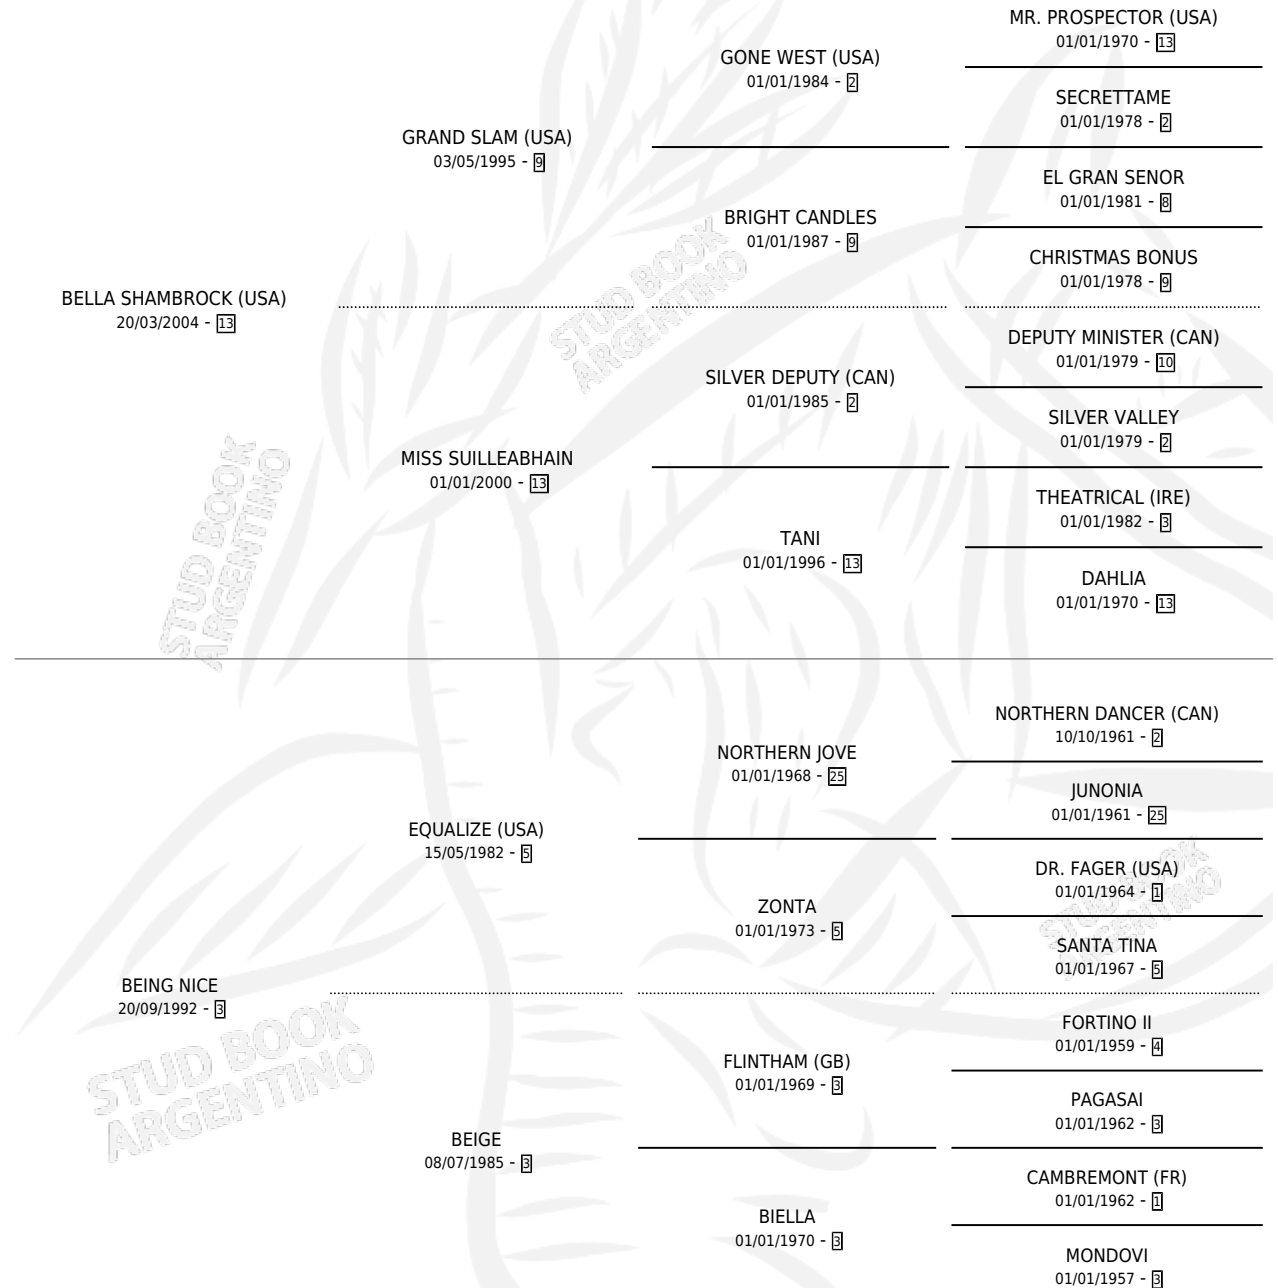 MR. PROSPECTOR (USA)
01/01/1970 - 13
GONE WEST (USA)
01/01/1984 - 2
SECRETTAME
01/01/1978 - 2
GRAND SLAM (USA)
03/05/1995 - 9
EL GRAN SENOR
01/01/1981 - 8
BRIGHT CANDLES
01/01/1987 - 9
CHRISTMAS BONUS
01/01/1978 - 9
BELLA SHAMBROCK (USA)
20/03/2004 - 13
DEPUTY MINISTER (CAN)
01/01/1979 - 10
SILVER DEPUTY (CAN)
01/01/1985 - 2
SILVER VALLEY
01/01/1979 - 2
MISS SUILLEABHAIN
01/01/2000 - 13
THEATRICAL (IRE)
01/01/1982 - 3
TANI
01/01/1996 - 13
DAHLIA
01/01/1970 - 13
NORTHERN DANCER (CAN)
10/10/1961 - 2
NORTHERN JOVE
01/01/1968 - 25
JUNONIA
01/01/1961 - 25
EQUALIZE (USA)
15/05/1982 - 5
DR. FAGER (USA)
01/01/1964 - 1
ZONTA
01/01/1973 - 5
SANTA TINA
01/01/1967 - 5
BEING NICE
20/09/1992 - 3
FORTINO II
01/01/1959 - 4
FLINTHAM (GB)
01/01/1969 - 3
PAGASAI
01/01/1962 - 3
BEIGE
08/07/1985 - 3
CAMBREMONT (FR)
01/01/1962 - 1
BIELLA
01/01/1970 - 3
MONDOVI
01/01/1957 - 3
STUD BOOK
ARGENTINO
STUD BOOK
ARGENTINO
STUD BOOK
ARGENTINO
STUD BOOK
ARGENTINO